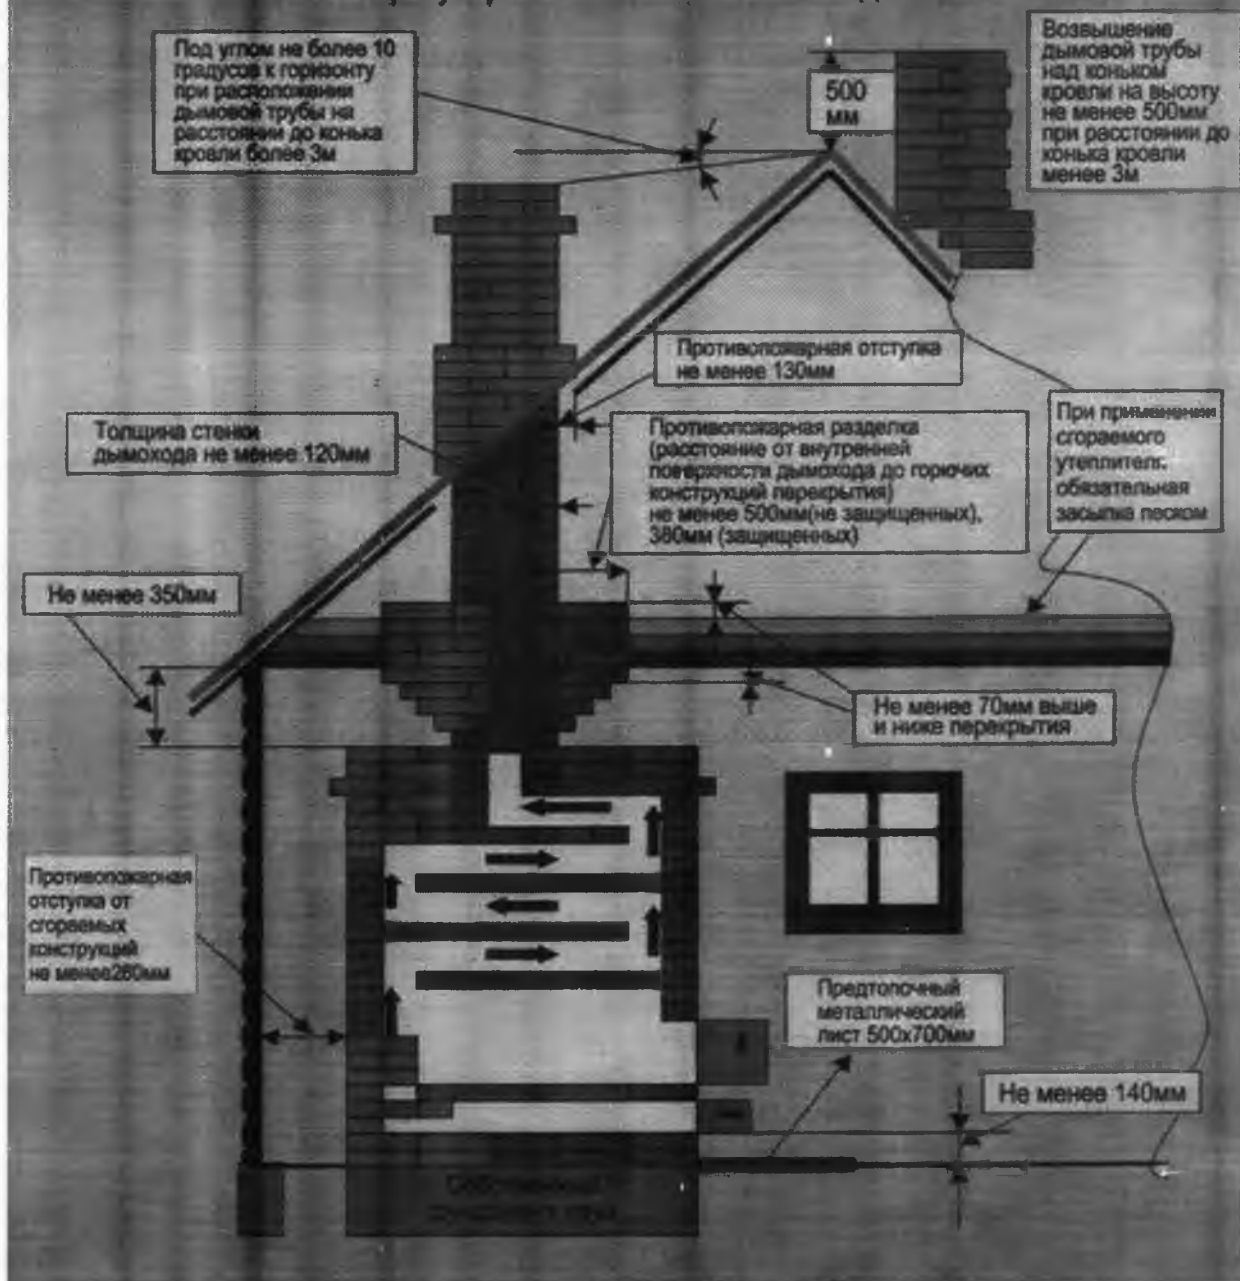 Под углом не более 10
градусов к горизонту
при расположении
дымовой трубы на
расстоянии до конька
кровли более 3м
500
мм
Возвышение
дымовой трубы
над коньком
кровли на высоту
не менее 500мм
при расстоянии до
конька кровли
менее 3м
Противопожарная отступка
не менее 130мм
Толщина стенки
дымохода не менее 120мм
Противопожарная разделка
(расстояние от внутренней
поверхности дымохода до горючих
конструкций перекрытия)
не менее 500мм(не защищенных),
380мм (защищенных)
При применении
сгораемого
утеплителя
обязательная
засыпка песком
Не менее 350мм
Не менее 70мм выше
и ниже перекрытия
Противопожарная
отступка от
сгораемых
конструкций
не менее260мм
Предтопочный
металлический
лист 500х700мм
Не менее 140мм
Собственный
фундамент печи